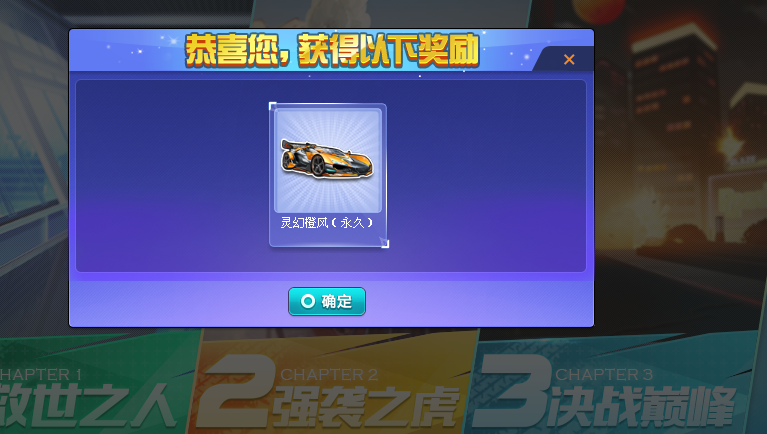 恭喜您，获得以下奖励
灵幻橙风（永久）
确定
CHAPTER 1
救世之人
2
CHAPTER 2
强袭之虎
3
CHAPTER 3
决战巅峰